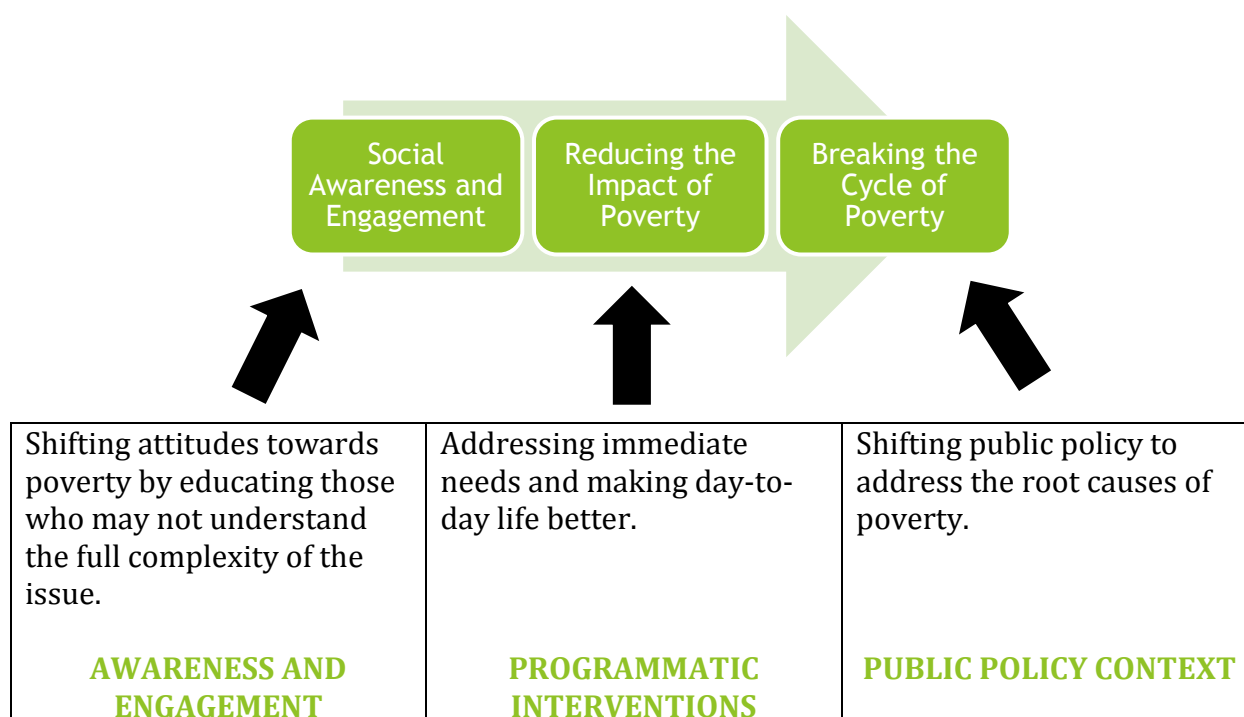 Social
Awareness and
Engagement
Reducing the
Impact of
Poverty
Breaking the
Cycle of
Poverty
Shifting attitudes towards
poverty by educating those
who may not understand
the full complexity of the
issue.
AWARENESS AND
ENGAGEMENT
Addressing immediate
needs and making day-to-
day life better.
PROGRAMMATIC
INTERVENTIONS
Shifting public policy to
address the root causes of
poverty.
PUBLIC POLICY CONTEXT